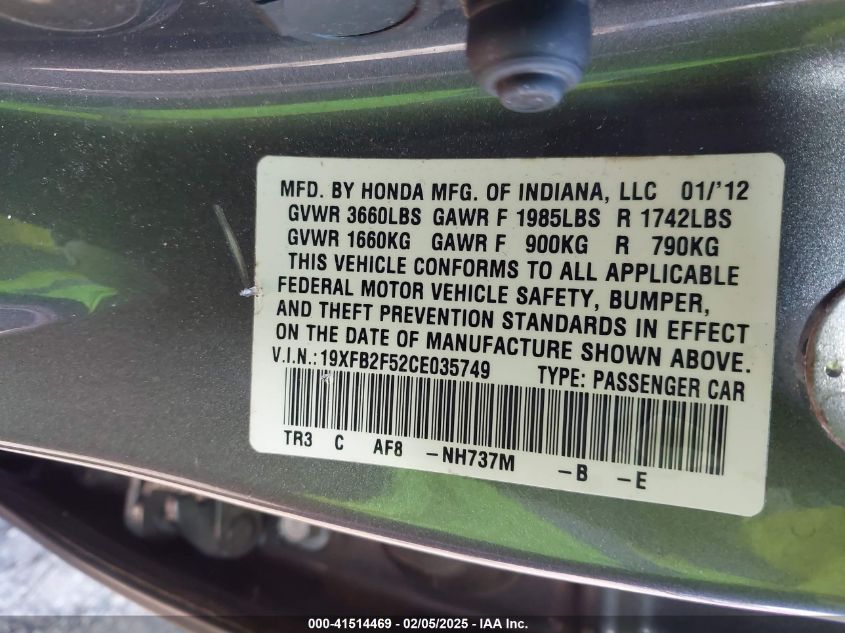 MFD. BY HONDA MFG. OF INDIANA, LLC 01/'12
GVWR 3660LBS GAWR F 1985LBS R 1742LBS
GVWR 1660KG GAWR F 900KG R 790KG
THIS VEHICLE CONFORMS TO ALL APPLICABLE
FEDERAL MOTOR VEHICLE SAFETY, BUMPER,
AND THEFT PREVENTION STANDARDS IN EFFECT
ON THE DATE OF MANUFACTURE SHOWN ABOVE.
V.I.N.:19XFB2F52CE035749 TYPE: PASSENGER CAR
TR3 C AF8 -NH737M -B -E
000-41514469 - 02/05/2025 - IAA Inc.